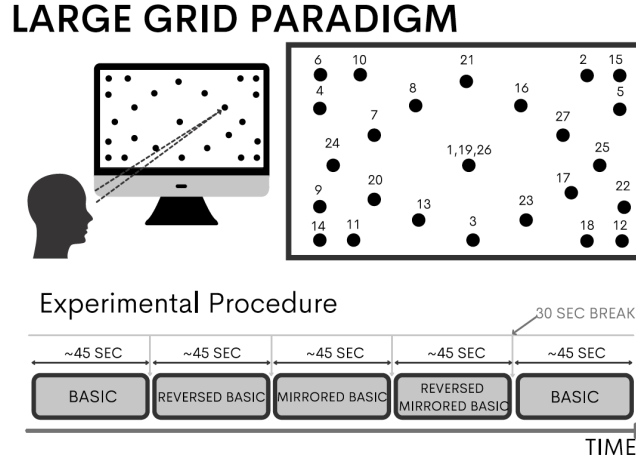 LARGE GRID PARADIGM
6 10 21 2 15
4 8 16 5
7 27
24 1,19,26 25
9 20 17 22
13 23
14 11 3 18 12
Experimental Procedure
30 SEC BREAK
~45 SEC ~45 SEC ~45 SEC ~45 SEC ~45 SEC
BASIC REVERSED BASIC MIRRORED BASIC REVERSED MIRRORED BASIC BASIC
TIME